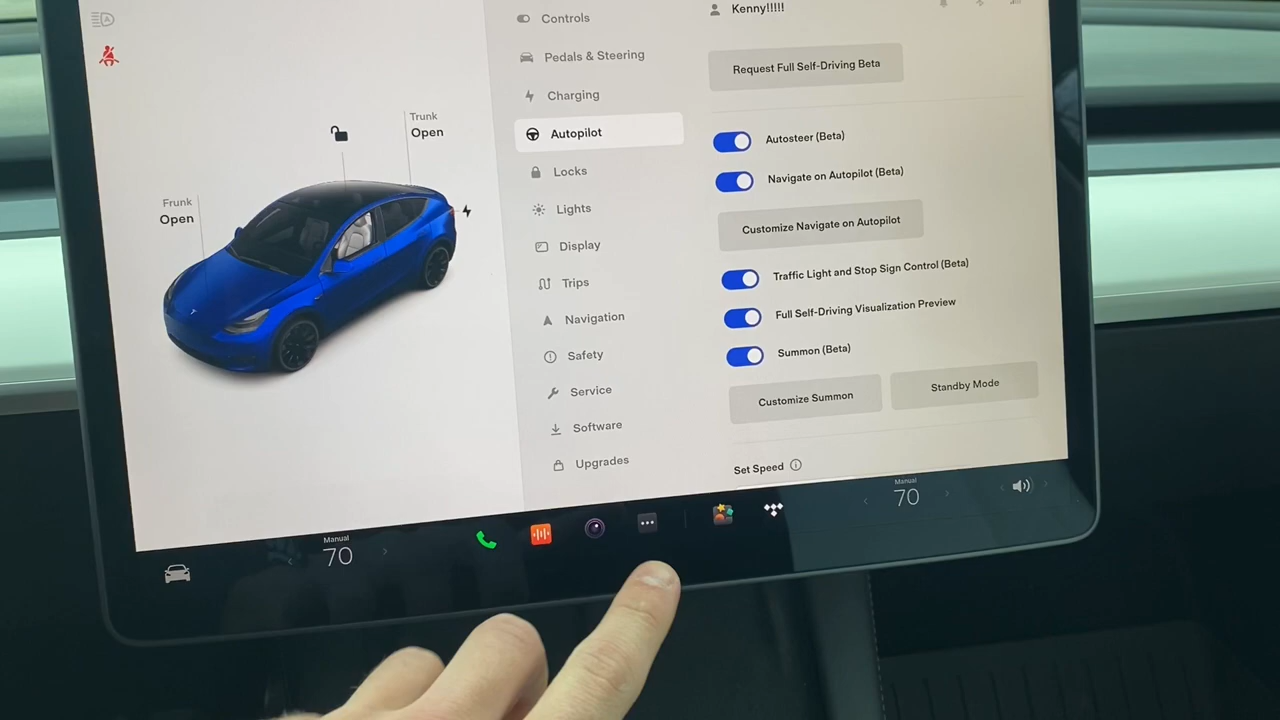 Trunk
Open
Frunk
Open
Controls
Pedals & Steering
Charging
Autopilot
Locks
Lights
Display
Trips
Navigation
Safety
Service
Software
Upgrades
Kenny!!!!!
Request Full Self-Driving Beta
Autosteer (Beta)
Navigate on Autopilot (Beta)
Customize Navigate on Autopilot
Traffic Light and Stop Sign Control (Beta)
Full Self-Driving Visualization Preview
Summon (Beta)
Customize Summon
Standby Mode
Set Speed
Manual
70
Manual
70